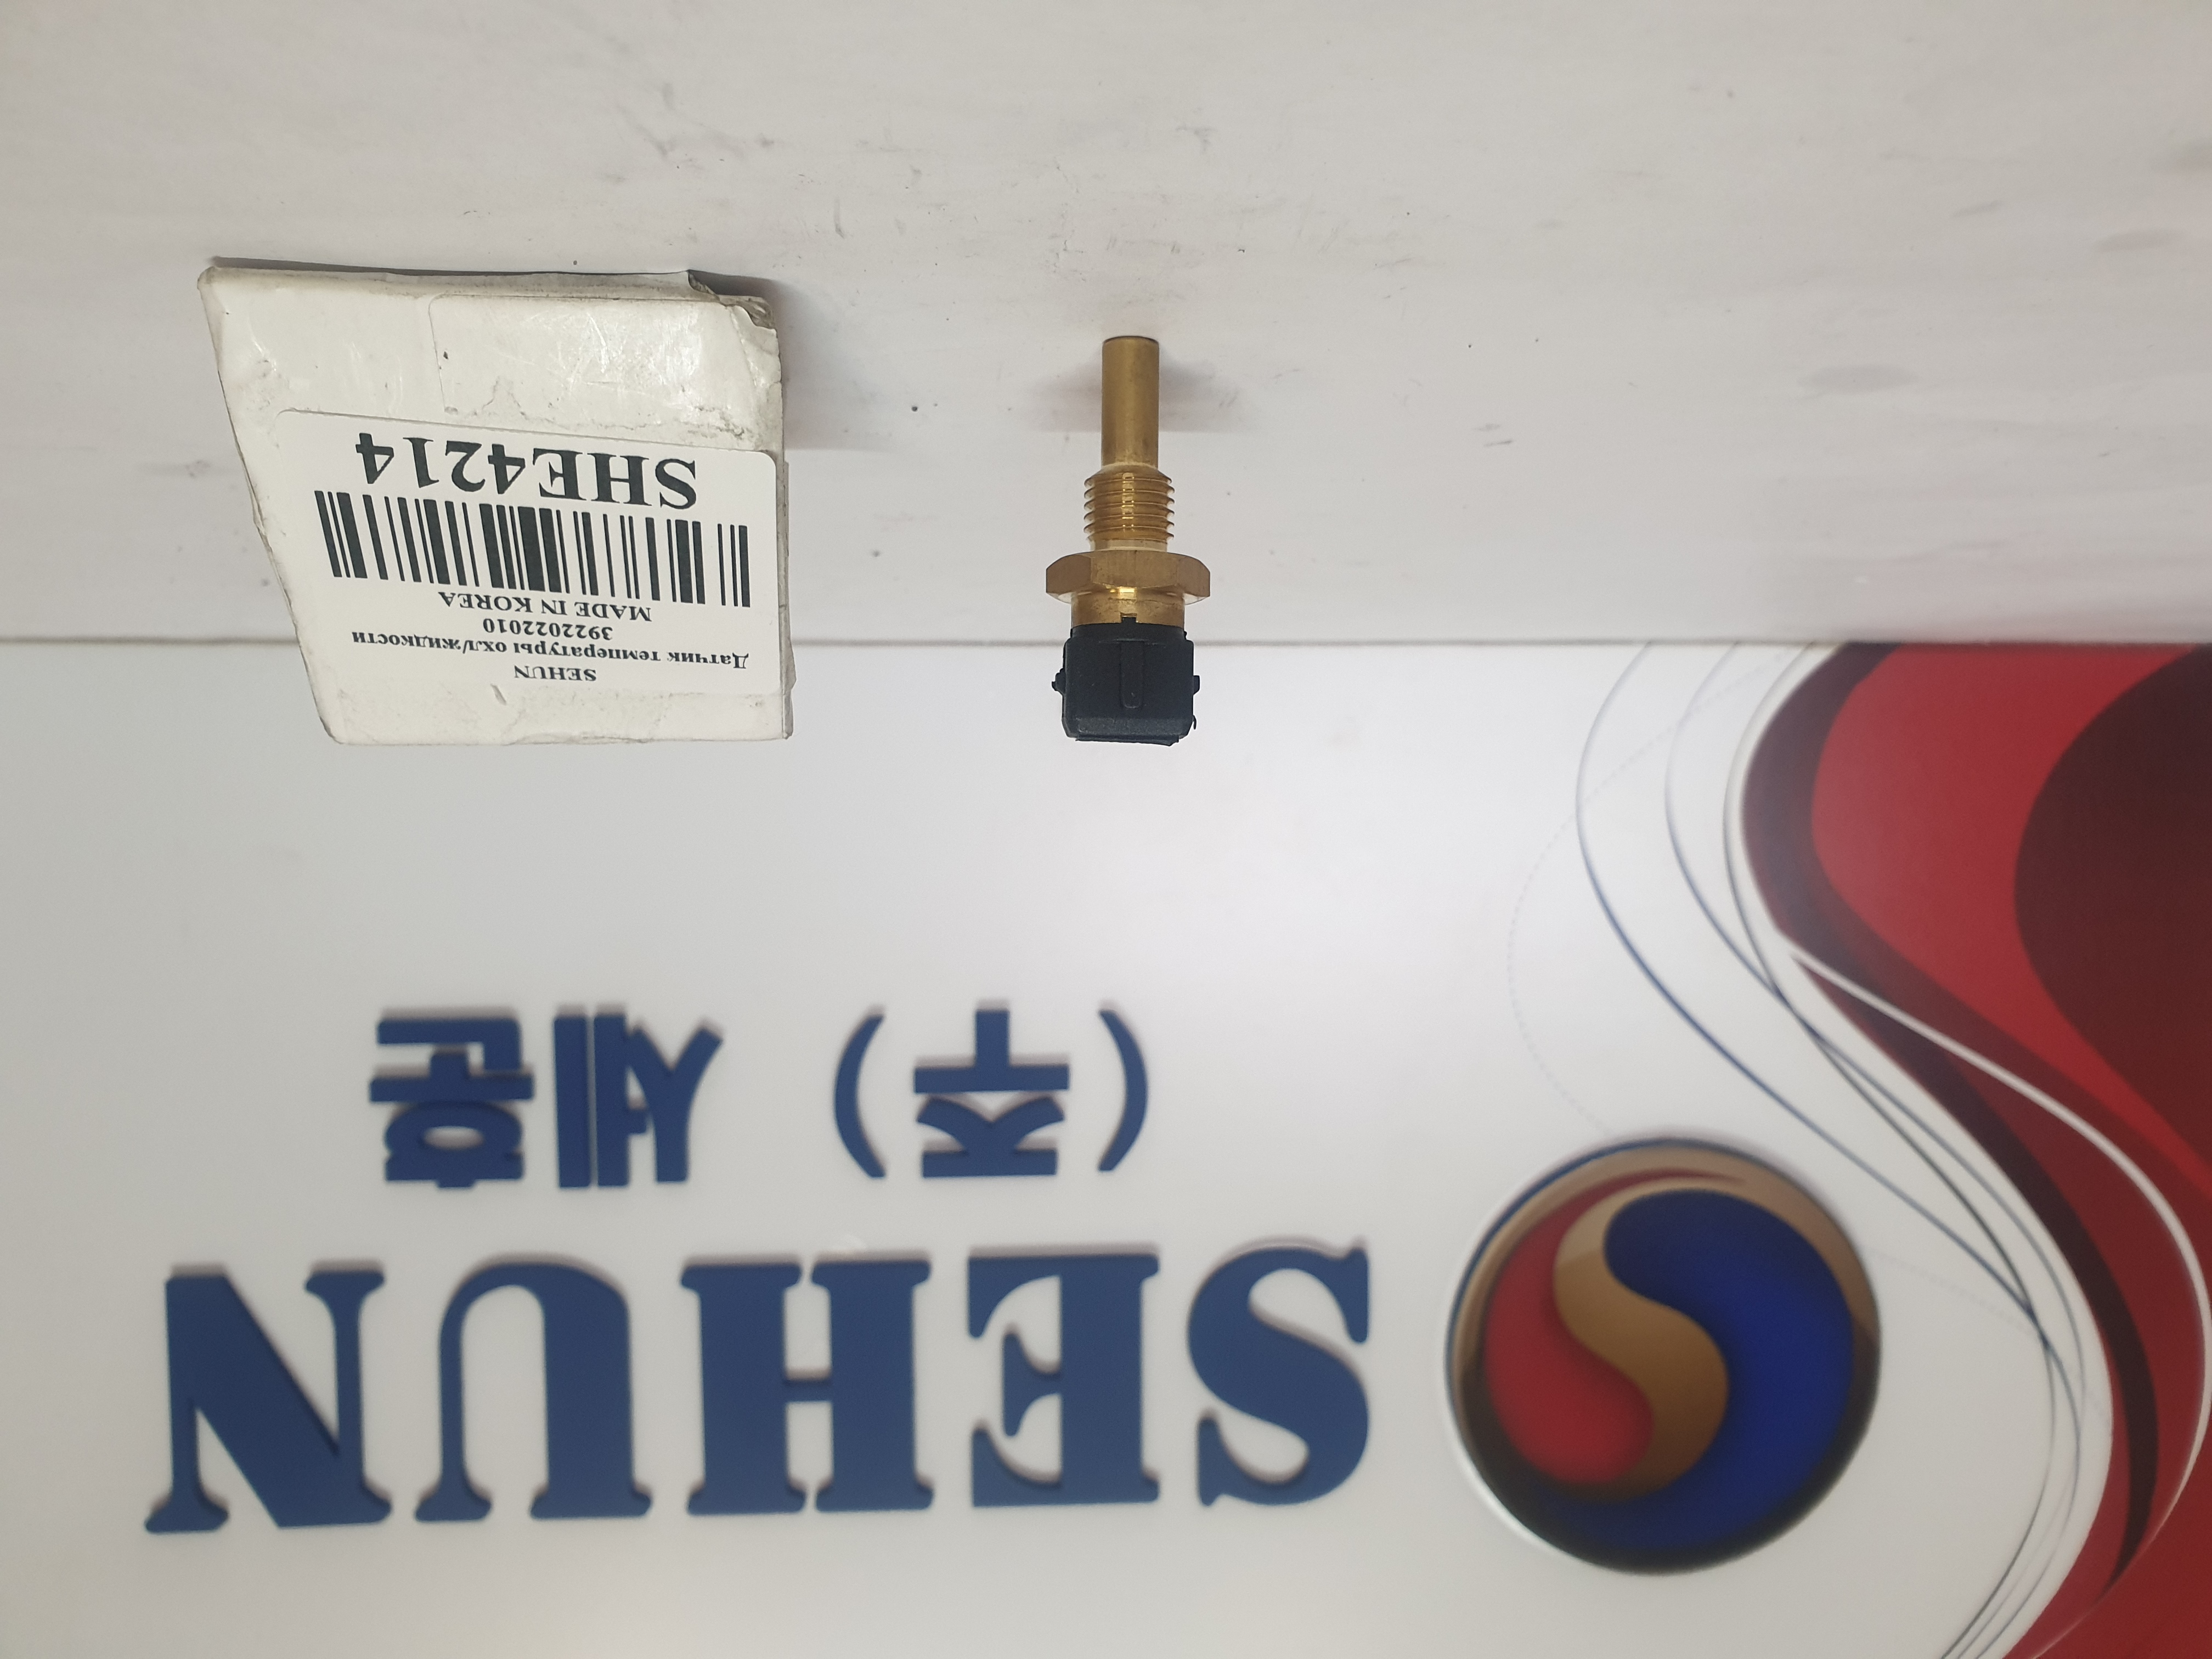 SEHUN
(주) 세훈
SEHUN
Датчик температуры охл/жидкости
3922022010
MADE IN KOREA
SHE4214